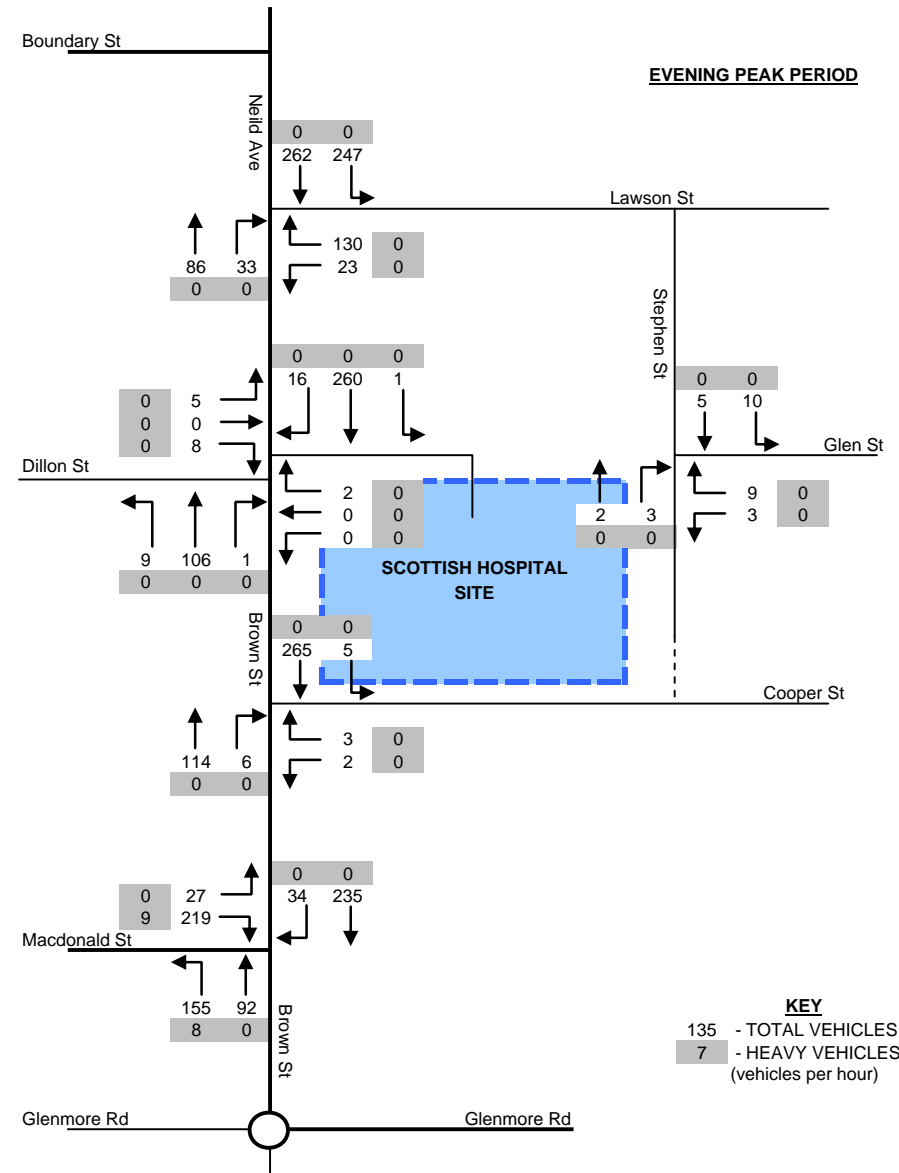 Boundary St
EVENING PEAK PERIOD
Neild Ave
0 0
262 247
Lawson St
130 0
23 0
86 33
0 0
Stephen St
0 0 0
16 260 1
0 5
0 0
0 8
0 0
5 10
Glen St
Dillon St
2 0
0 0
0 0
9 106 1
0 0 0
2 3
0 0
9 0
3 0
SCOTTISH HOSPITAL
SITE
Brown St
0 0
265 5
Cooper St
3 0
2 0
114 6
0 0
0 27
9 219
0 0
34 235
Macdonald St
155 92
8 0
Brown St
KEY
135 - TOTAL VEHICLES
7 - HEAVY VEHICLES
(vehicles per hour)
Glenmore Rd
Glenmore Rd